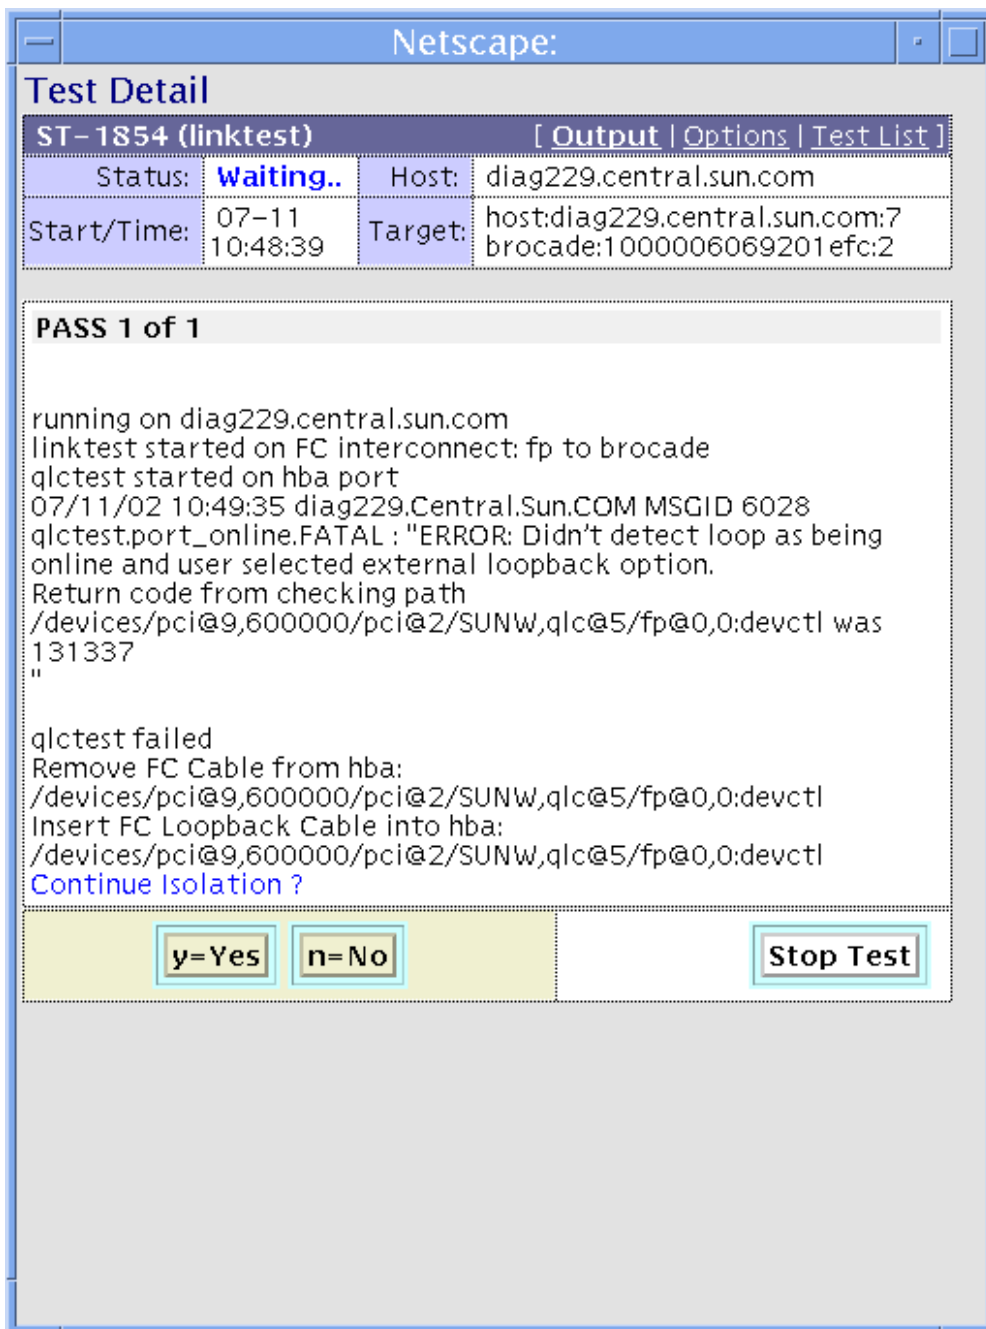 Netscape:
Test Detail
ST-1854 (linktest) [ Output | Options | Test List ]
Status: Waiting.. Host: diag229.central.sun.com
Start/Time: 07-11 10:48:39 Target: host:diag229.central.sun.com:7
brocade:1000006069201efc:2
PASS 1 of 1
running on diag229.central.sun.com
linktest started on FC interconnect: fp to brocade
qlctest started on hba port
07/11/02 10:49:35 diag229.Central.Sun.COM MSGID 6028
qlctest.port_online.FATAL : "ERROR: Didn't detect loop as being
online and user selected external loopback option.
Return code from checking path
/devices/pci@9,600000/pci@2/SUNW,qlc@5/fp@0,0:devctl was
131337
"
qlctest failed
Remove FC Cable from hba:
/devices/pci@9,600000/pci@2/SUNW,qlc@5/fp@0,0:devctl
Insert FC Loopback Cable into hba:
/devices/pci@9,600000/pci@2/SUNW,qlc@5/fp@0,0:devctl
Continue Isolation ?
y=Yes n=No Stop Test